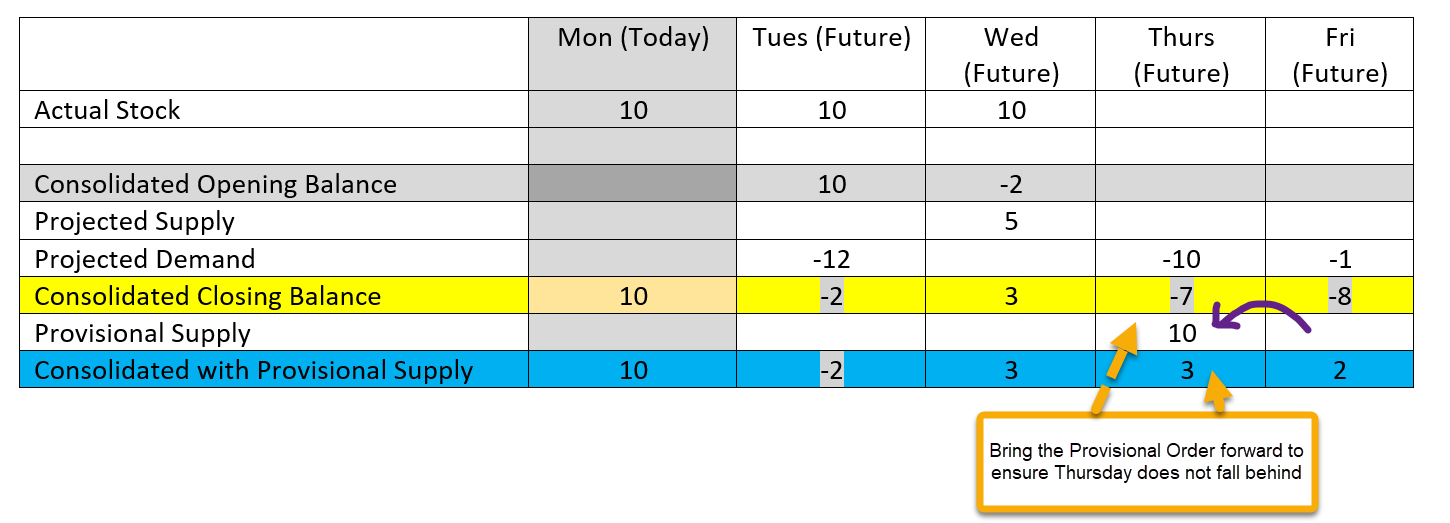 Mon (Today) Tues (Future) Wed (Future) Thurs (Future) Fri (Future)
Actual Stock 10 10 10
Consolidated Opening Balance 10 -2
Projected Supply 5
Projected Demand -12 -10 -1
Consolidated Closing Balance 10 -2 3 -7 -8
Provisional Supply 10
Consolidated with Provisional Supply 10 -2 3 3 2
Bring the Provisional Order forward to
ensure Thursday does not fall behind